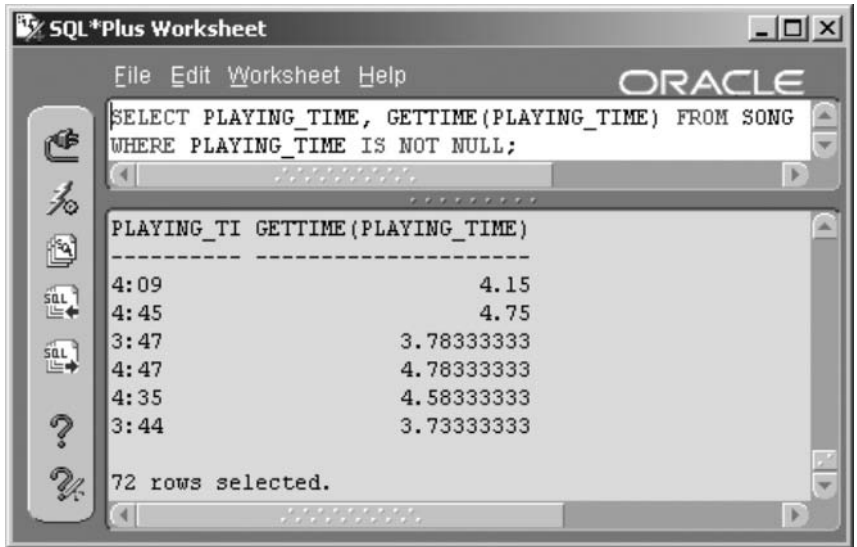 SQL*Plus Worksheet
File Edit Worksheet Help
ORACLE
SELECT PLAYING_TIME, GETTIME(PLAYING_TIME) FROM SONG
WHERE PLAYING_TIME IS NOT NULL;
PLAYING_TI GETTIME(PLAYING_TIME)
---------- ---------------------
4:09 4.15
4:45 4.75
3:47 3.78333333
4:47 4.78333333
4:35 4.58333333
3:44 3.73333333
72 rows selected.
SQL
SQL